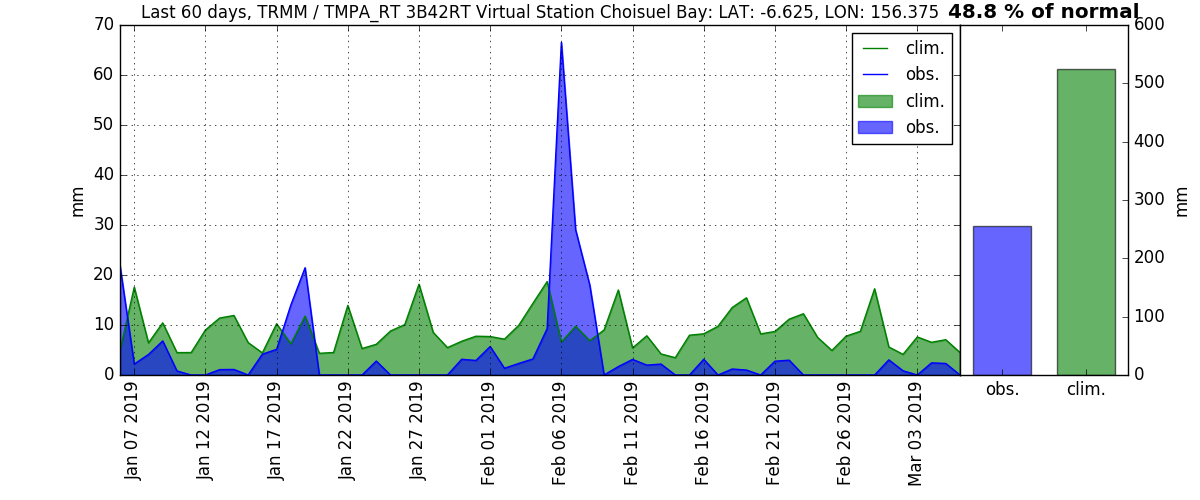 Last 60 days, TRMM / TMPA_RT 3B42RT Virtual Station Choisuel Bay: LAT: -6.625, LON: 156.375 48.8 % of normal
70
60
50
40
30
20
10
0
mm
clim.
obs.
clim.
obs.
Jan 07 2019
Jan 12 2019
Jan 17 2019
Jan 22 2019
Jan 27 2019
Feb 01 2019
Feb 06 2019
Feb 11 2019
Feb 16 2019
Feb 21 2019
Feb 26 2019
Mar 03 2019
600
500
400
300
200
100
0
mm
obs. clim.